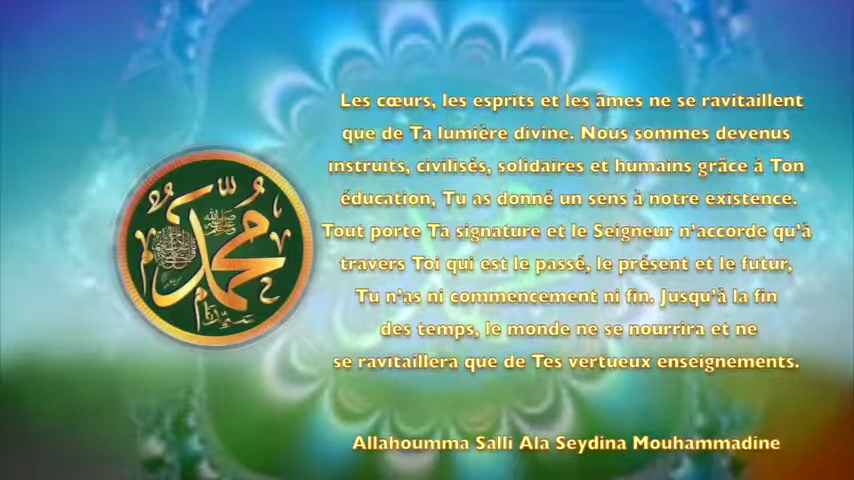 Les cœurs, les esprits et les âmes ne se ravitaillent
que de Ta lumière divine. Nous sommes devenus
instruits, civilisés, solidaires et humains grâce à Ton
éducation, Tu as donné un sens à notre existence.
Tout porte Ta signature et le Seigneur n'accorde qu'à
travers Toi qui est le passé, le présent et le futur,
Tu n'as ni commencement ni fin. Jusqu'à la fin
des temps, le monde ne se nourrira et ne
se ravitaillera que de Tes vertueux enseignements.
محمد
صلى الله عليه وسلم
Allahoumma Salli Ala Seydina Mouhammadine